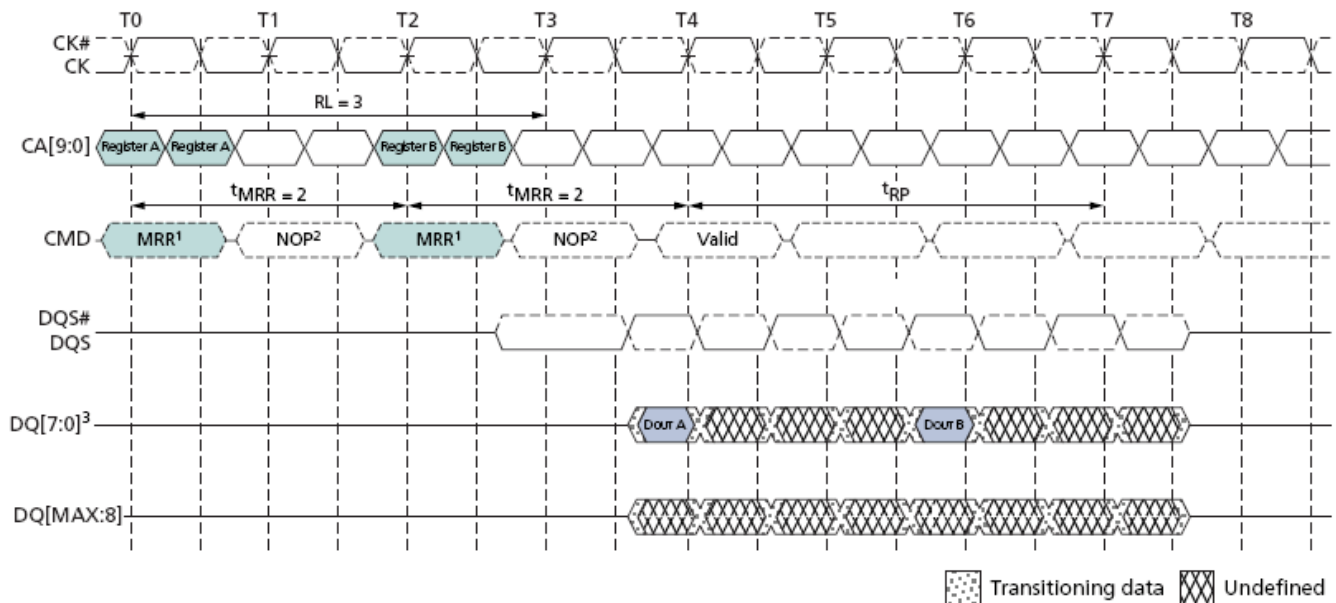 T0 T1 T2 T3 T4 T5 T6 T7 T8
CK#
CK
RL = 3
CA[9:0] Register A Register A Register B Register B
tMRR = 2 tMRR = 2 tRP
CMD MRR1 NOP2 MRR1 NOP2 Valid
DQS#
DQS
DQ[7:0]3 DOUT A DOUT B
DQ[MAX:8]
Transitioning data Undefined